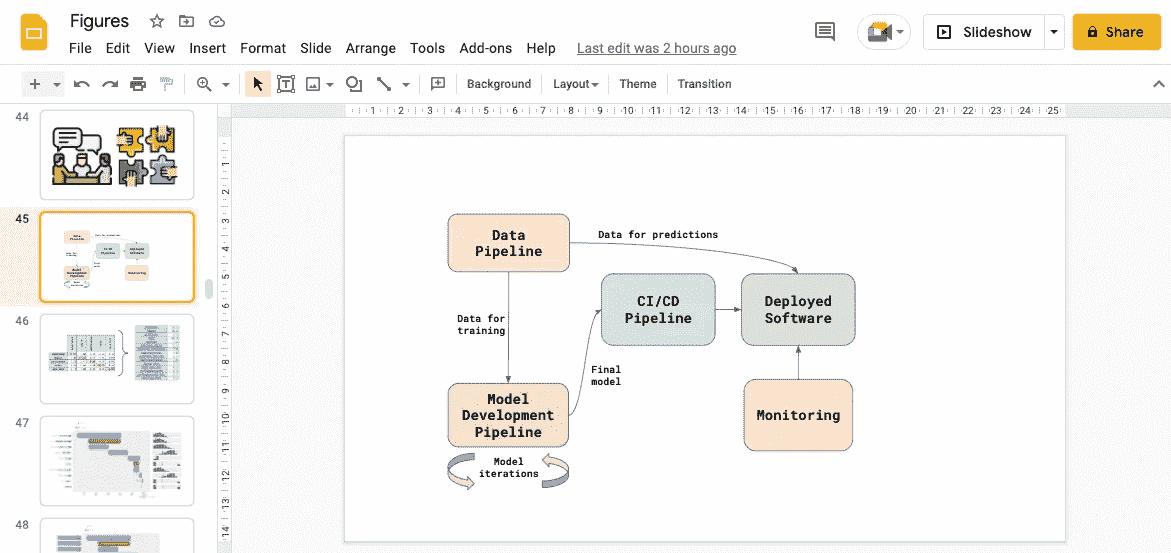 Figures
File Edit View Insert Format Slide Arrange Tools Add-ons Help Last edit was 2 hours ago
Slideshow
Share
Background Layout Theme Transition
1 2 3 4 5 6 7 8 9 10 11 12 13 14 15 16 17 18 19 20 21 22 23 24 25
1
2
3
4
5
6
7
8
9
10
11
12
13
14
44
45
46
47
48
Data
Pipeline
Data for predictions
CI/CD
Pipeline
Deployed
Software
Data for
training
Final
model
Model
Development
Pipeline
Monitoring
Model
iterations